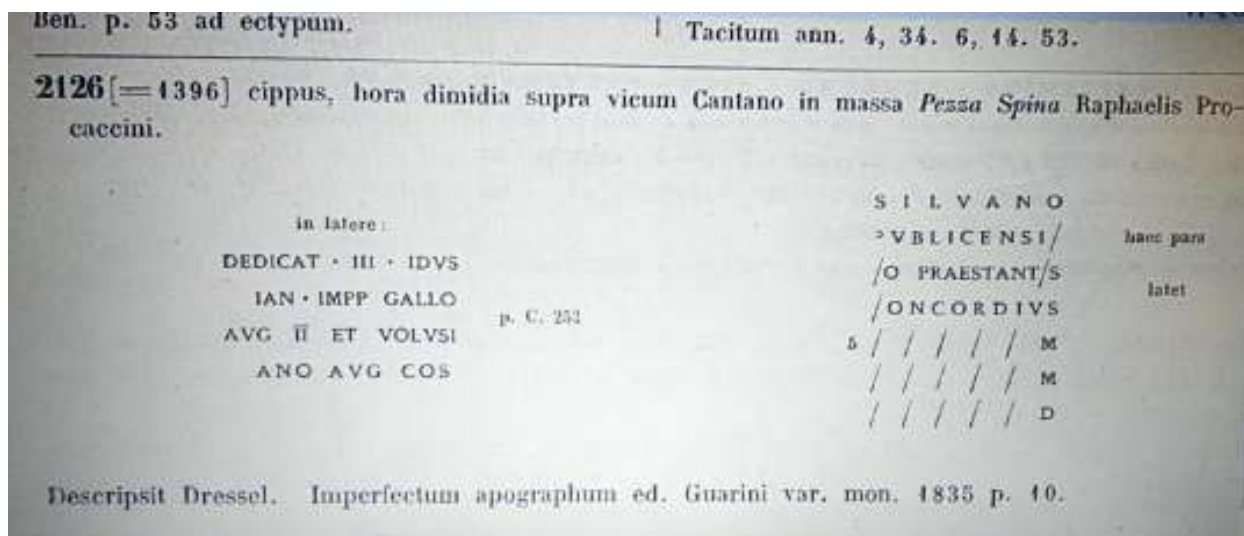 Ben. p. 53 ad ectypum.
Tacitum ann. 4, 34. 6, 14. 53.
2126 [=1396] cippus, hora dimidia supra vicum Cantano in massa Pezza Spina Raphaelis Pro-
caccini.
in latere:
DEDICAT · III · IDVS
IAN · IMPP GALLO
AVG II ET VOLVSI
ANO AVG COS
p. C. 252
SILVANO
VBLICENSI/
/O PRAESTANT/S
/ONCORDIVS
5 / / / / / M
/ / / / / M
/ / / / / D
haec pars
latet
Descripsit Dressel. Imperfectum apographum ed. Guarini var. mon. 1835 p. 10.